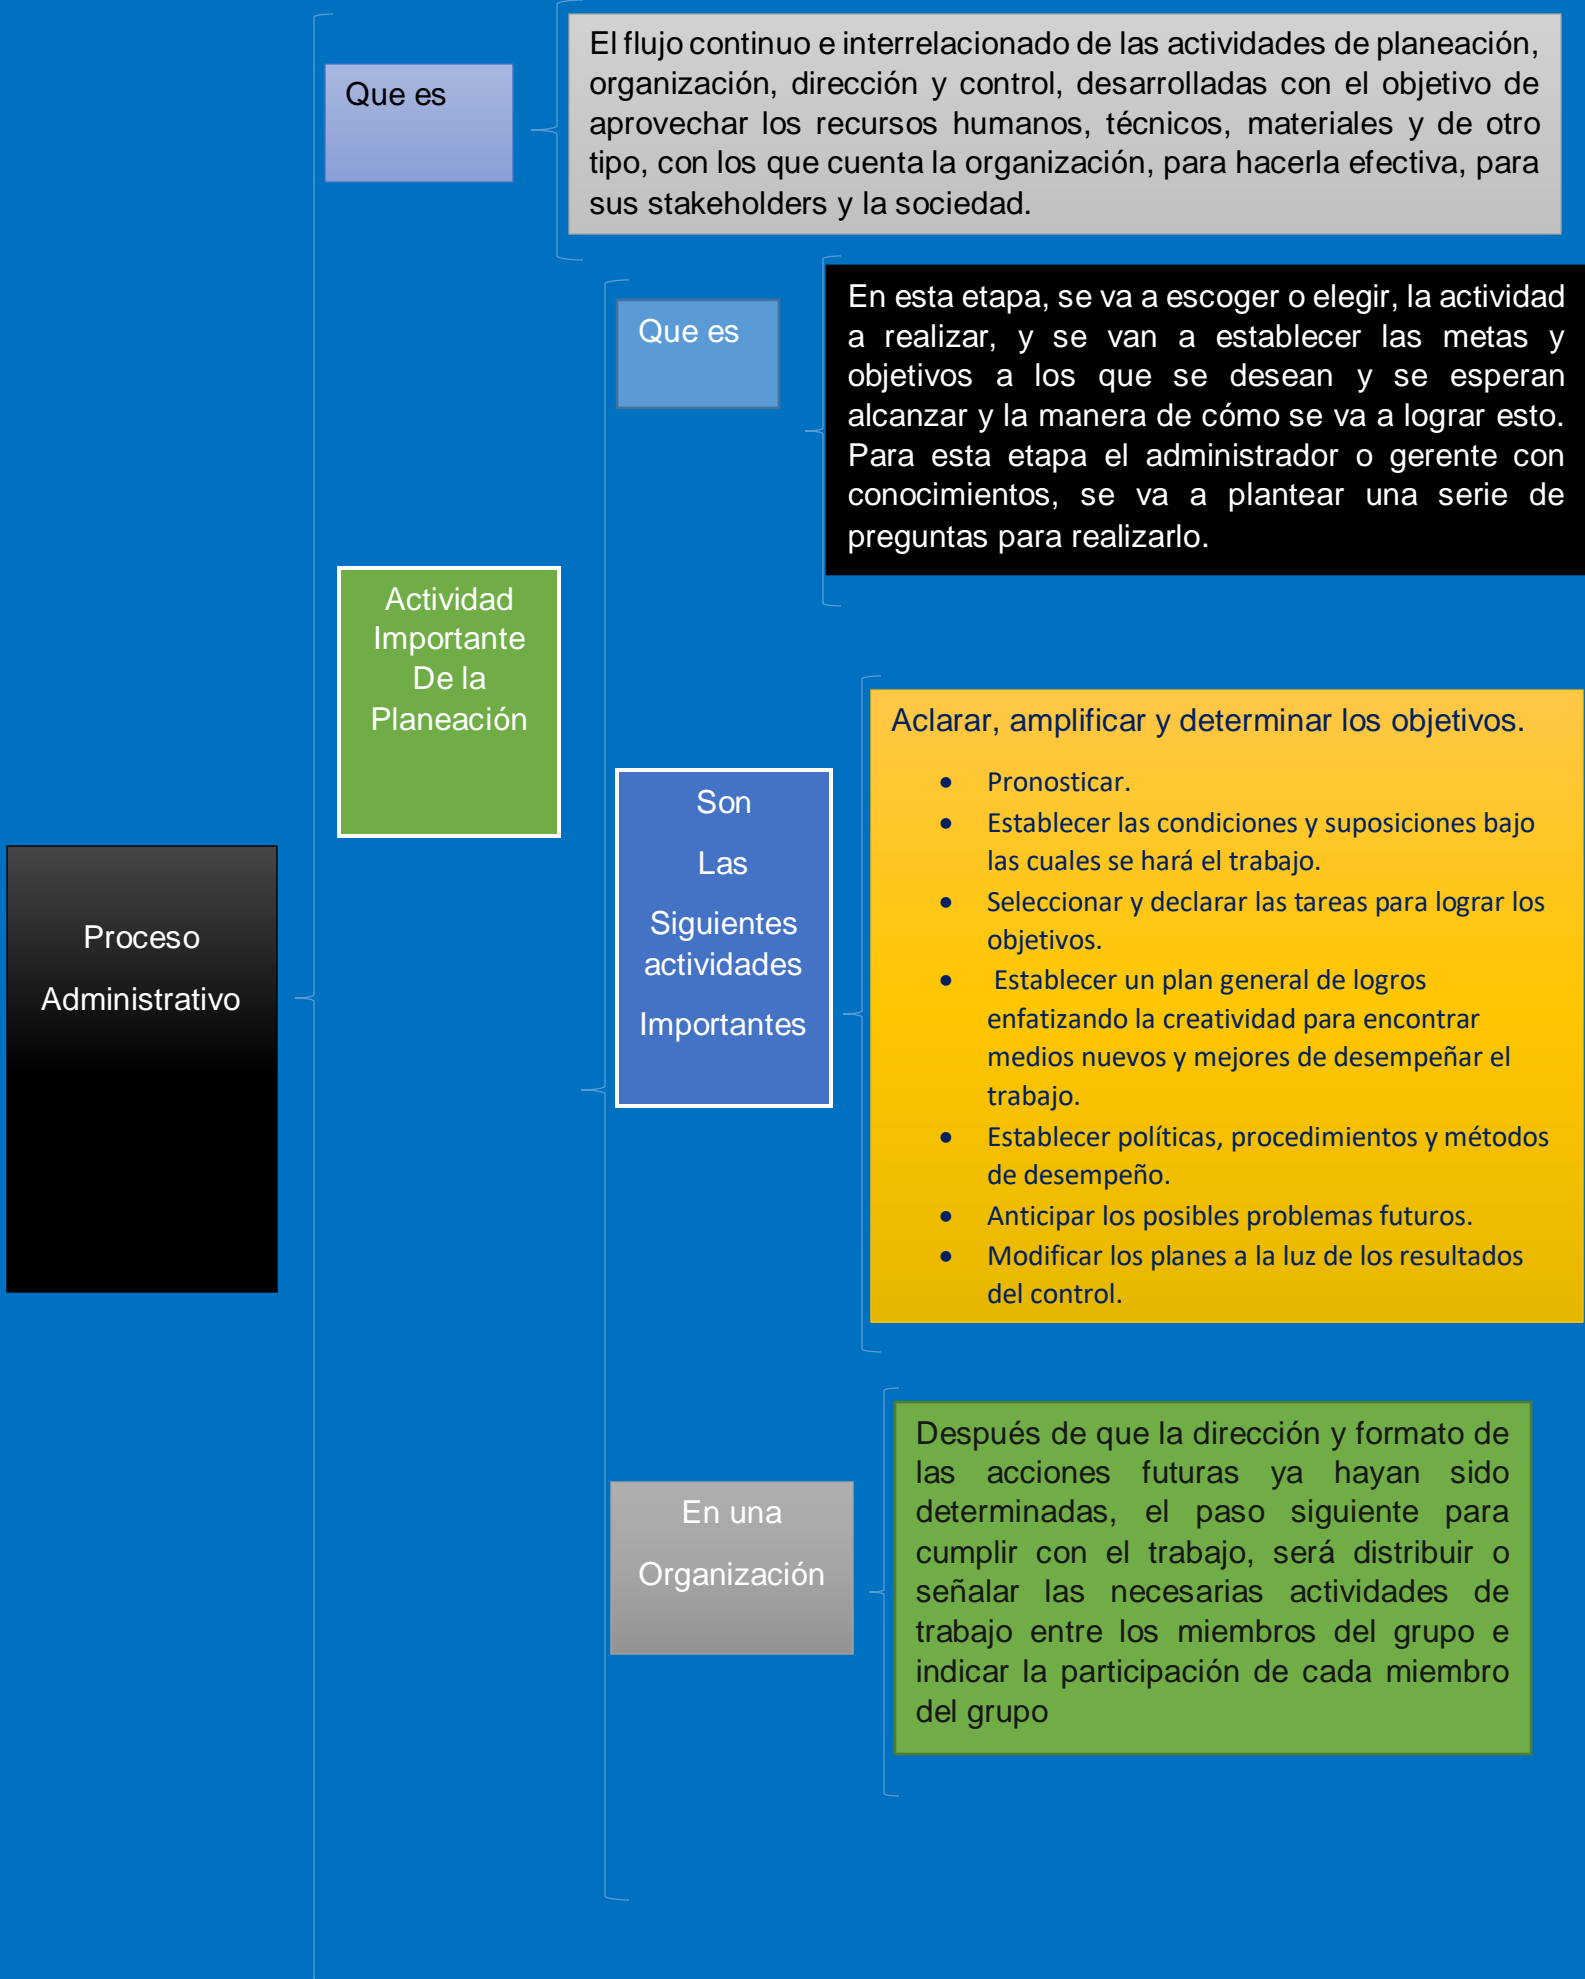 Que es
El flujo continuo e interrelacionado de las actividades de planeación,
organización, dirección y control, desarrolladas con el objetivo de
aprovechar los recursos humanos, técnicos, materiales y de otro
tipo, con los que cuenta la organización, para hacerla efectiva, para
sus stakeholders y la sociedad.
Que es
En esta etapa, se va a escoger o elegir, la actividad
a realizar, y se van a establecer las metas y
objetivos a los que se desean y se esperan
alcanzar y la manera de cómo se va a lograr esto.
Para esta etapa el administrador o gerente con
conocimientos, se va a plantear una serie de
preguntas para realizarlo.
Actividad
Importante
De la
Planeación
Aclarar, amplificar y determinar los objetivos.
• Pronosticar.
• Establecer las condiciones y suposiciones bajo
las cuales se hará el trabajo.
• Seleccionar y declarar las tareas para lograr los
objetivos.
• Establecer un plan general de logros
enfatizando la creatividad para encontrar
medios nuevos y mejores de desempeñar el
trabajo.
• Establecer políticas, procedimientos y métodos
de desempeño.
• Anticipar los posibles problemas futuros.
• Modificar los planes a la luz de los resultados
del control.
Son
Las
Siguientes
actividades
Importantes
Proceso
Administrativo
En una
Organización
Después de que la dirección y formato de
las acciones futuras ya hayan sido
determinadas, el paso siguiente para
cumplir con el trabajo, será distribuir o
señalar las necesarias actividades de
trabajo entre los miembros del grupo e
indicar la participación de cada miembro
del grupo